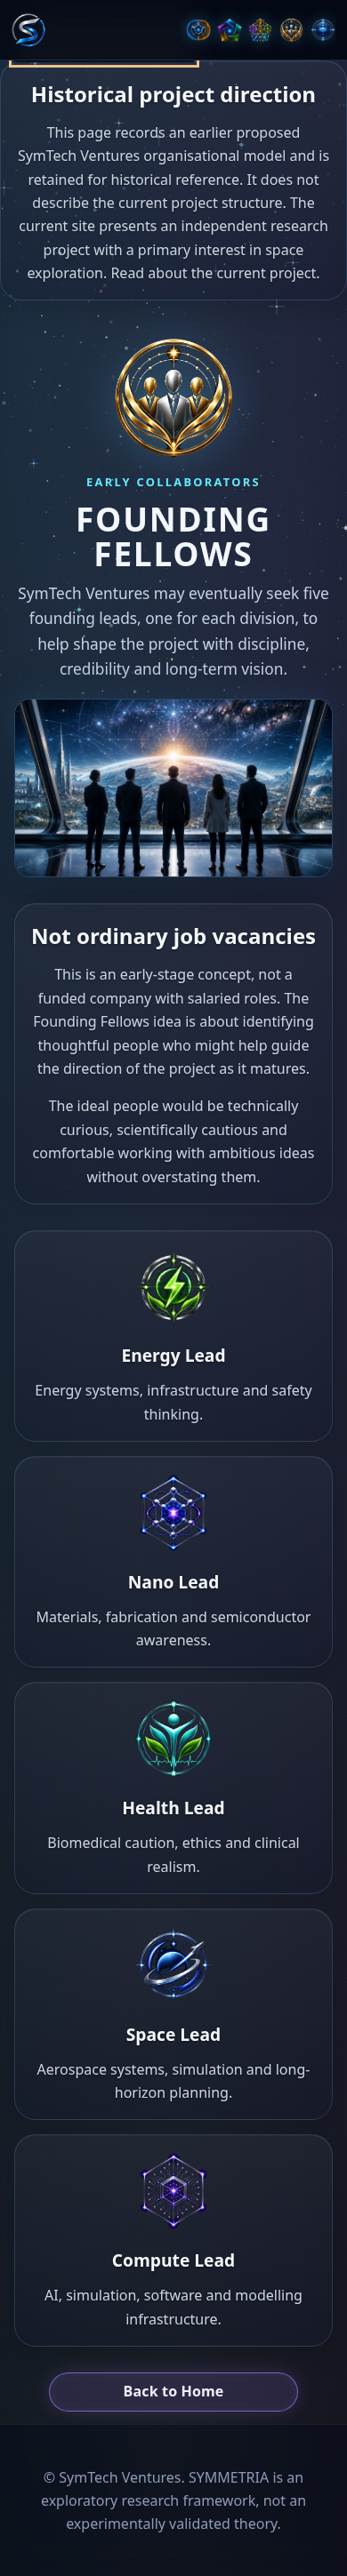 Historical project direction
This page records an earlier proposed
SymTech Ventures organisational model and is
retained for historical reference. It does not
describe the current project structure. The
current site presents an independent research
project with a primary interest in space
exploration. Read about the current project.
EARLY COLLABORATORS
FOUNDING
FELLOWS
SymTech Ventures may eventually seek five
founding leads, one for each division, to
help shape the project with discipline,
credibility and long-term vision.
Not ordinary job vacancies
This is an early-stage concept, not a
funded company with salaried roles. The
Founding Fellows idea is about identifying
thoughtful people who might help guide
the direction of the project as it matures.
The ideal people would be technically
curious, scientifically cautious and
comfortable working with ambitious ideas
without overstating them.
Energy Lead
Energy systems, infrastructure and safety
thinking.
Nano Lead
Materials, fabrication and semiconductor
awareness.
Health Lead
Biomedical caution, ethics and clinical
realism.
Space Lead
Aerospace systems, simulation and long-
horizon planning.
Compute Lead
AI, simulation, software and modelling
infrastructure.
Back to Home
© SymTech Ventures. SYMMETRIA is an
exploratory research framework, not an
experimentally validated theory.